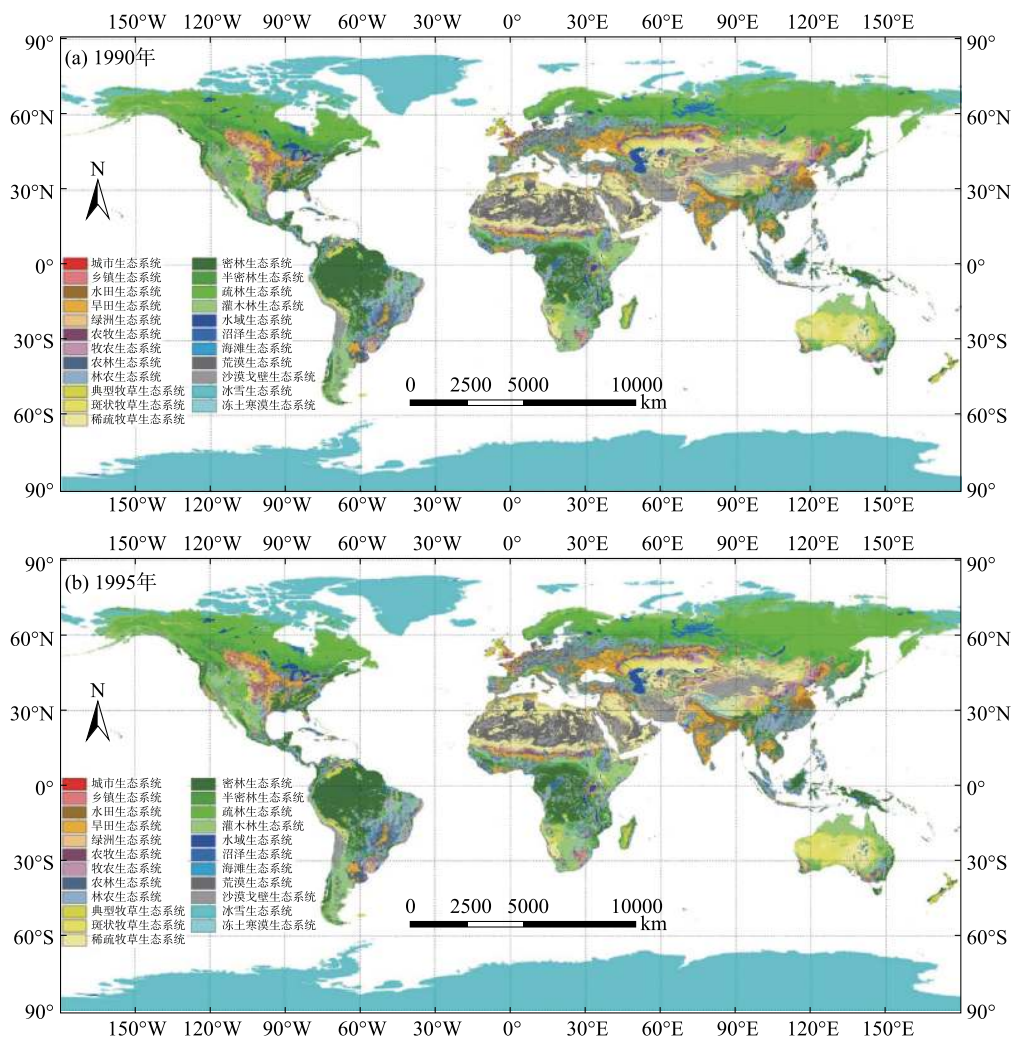 150°W 120°W 90°W 60°W 30°W 0° 30°E 60°E 90°E 120°E 150°E
90° 90°
(a) 1990年
60°N 60°N
N
30°N 30°N
0° 0°
30°S 30°S
60°S 60°S
90° 90°
城市生态系统 密林生态系统
乡镇生态系统 半密林生态系统
水田生态系统 疏林生态系统
旱田生态系统 灌木林生态系统
绿洲生态系统 水域生态系统
农牧生态系统 沼泽生态系统
牧农生态系统 海滩生态系统
农林生态系统 荒漠生态系统
林农生态系统 沙漠戈壁生态系统
典型牧草生态系统 冰雪生态系统
斑状牧草生态系统 冻土寒漠生态系统
稀疏牧草生态系统
0 2500 5000 10000
km
150°W 120°W 90°W 60°W 30°W 0° 30°E 60°E 90°E 120°E 150°E
150°W 120°W 90°W 60°W 30°W 0° 30°E 60°E 90°E 120°E 150°E
90° 90°
(b) 1995年
60°N 60°N
N
30°N 30°N
0° 0°
30°S 30°S
60°S 60°S
90° 90°
城市生态系统 密林生态系统
乡镇生态系统 半密林生态系统
水田生态系统 疏林生态系统
旱田生态系统 灌木林生态系统
绿洲生态系统 水域生态系统
农牧生态系统 沼泽生态系统
牧农生态系统 海滩生态系统
农林生态系统 荒漠生态系统
林农生态系统 沙漠戈壁生态系统
典型牧草生态系统 冰雪生态系统
斑状牧草生态系统 冻土寒漠生态系统
稀疏牧草生态系统
0 2500 5000 10000
km
150°W 120°W 90°W 60°W 30°W 0° 30°E 60°E 90°E 120°E 150°E